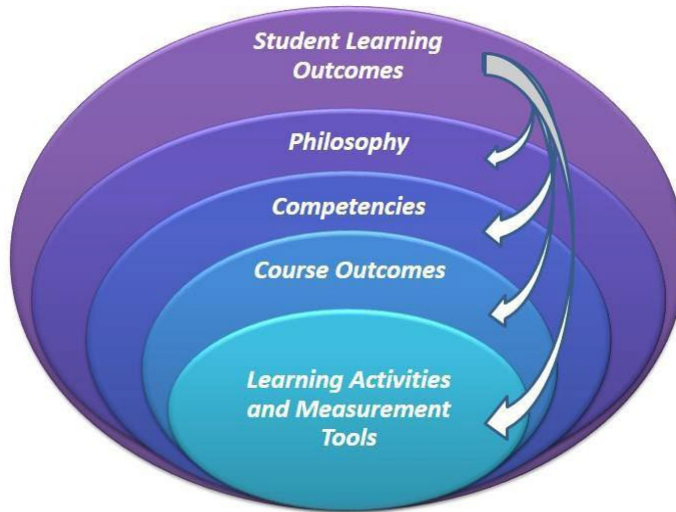 Student Learning
Outcomes
Philosophy
Competencies
Course Outcomes
Learning Activities
and Measurement
Tools